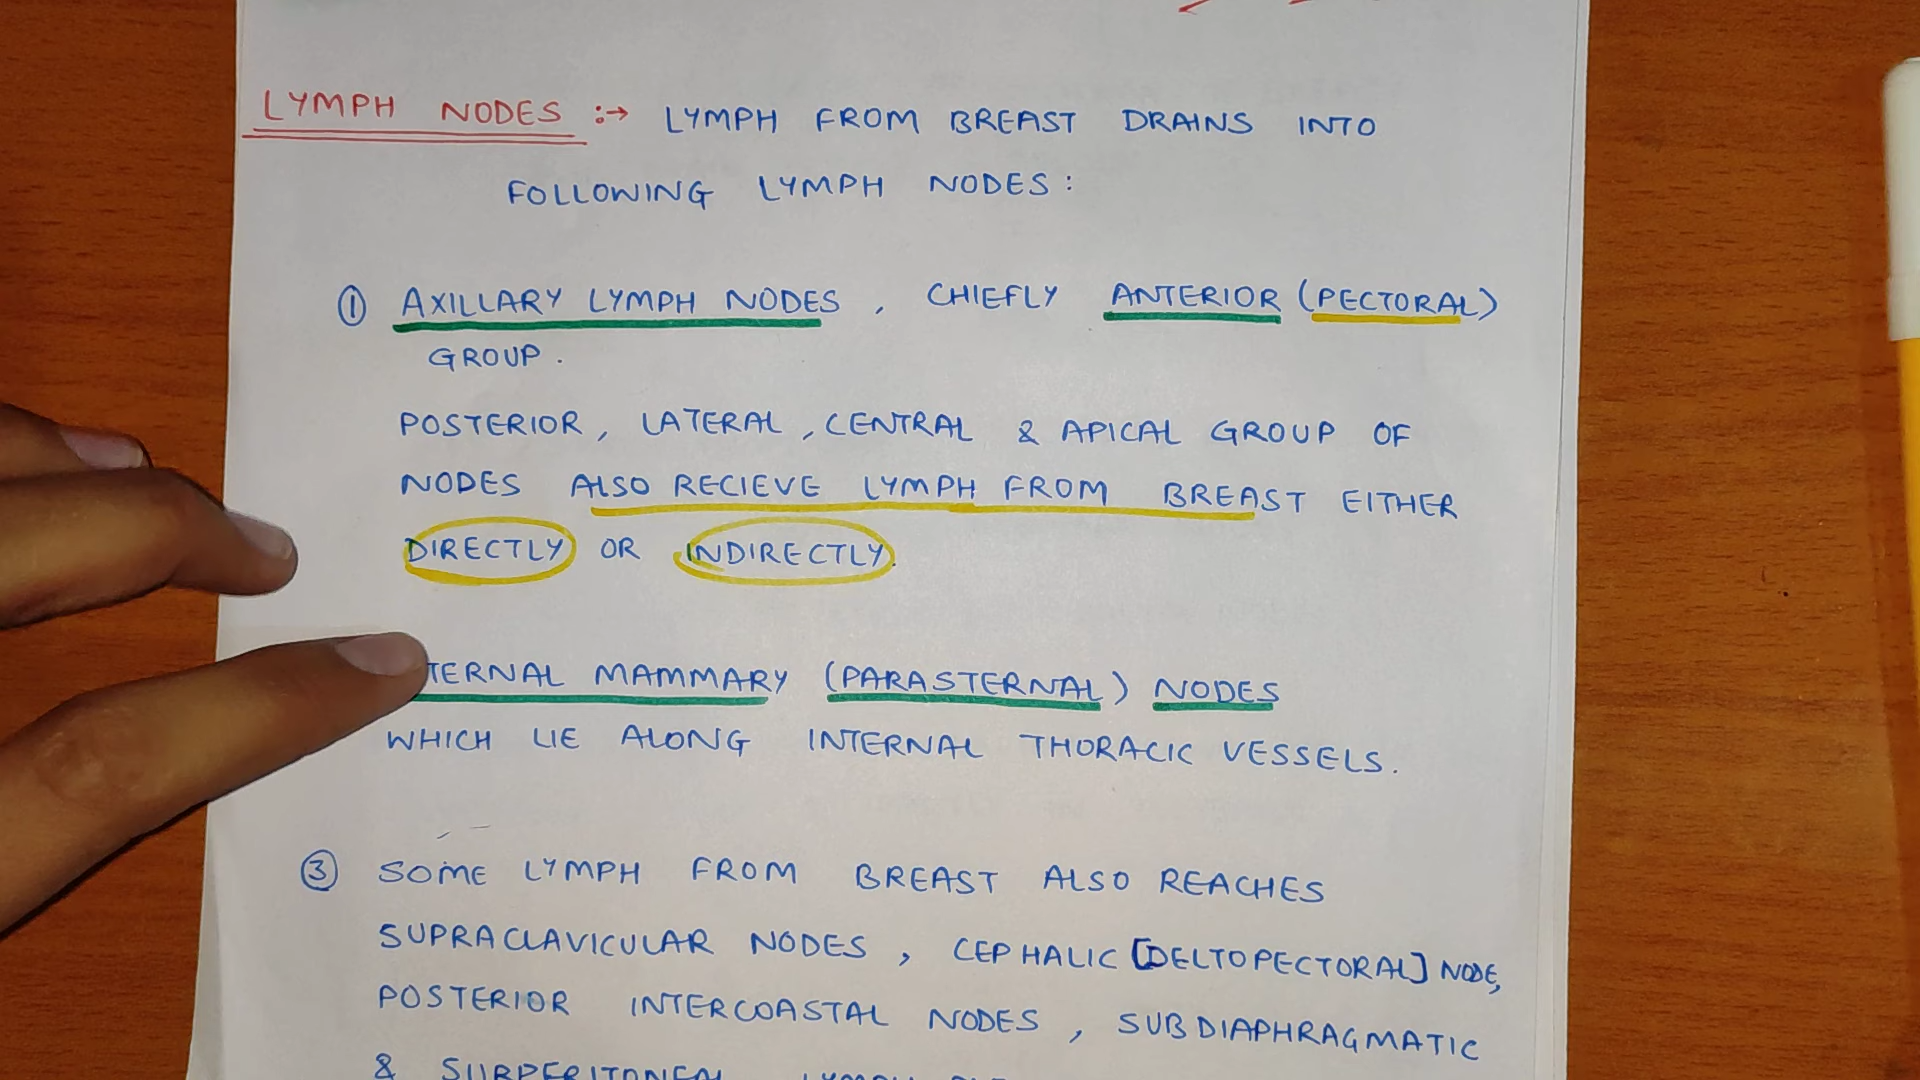 LYMPH NODES :→ LYMPH FROM BREAST DRAINS INTO
FOLLOWING LYMPH NODES :
① AXILLARY LYMPH NODES , CHIEFLY ANTERIOR (PECTORAL)
GROUP .
POSTERIOR , LATERAL , CENTRAL & APICAL GROUP OF
NODES ALSO RECIEVE LYMPH FROM BREAST EITHER
DIRECTLY OR INDIRECTLY.
TERNAL MAMMARY (PARASTERNAL) NODES
WHICH LIE ALONG INTERNAL THORACIC VESSELS.
③ SOME LYMPH FROM BREAST ALSO REACHES
SUPRACLAVICULAR NODES , CEPHALIC [DELTOPECTORAL] NODE,
POSTERIOR INTERCOASTAL NODES , SUBDIAPHRAGMATIC
& SUBPERITONEAL LYMPH